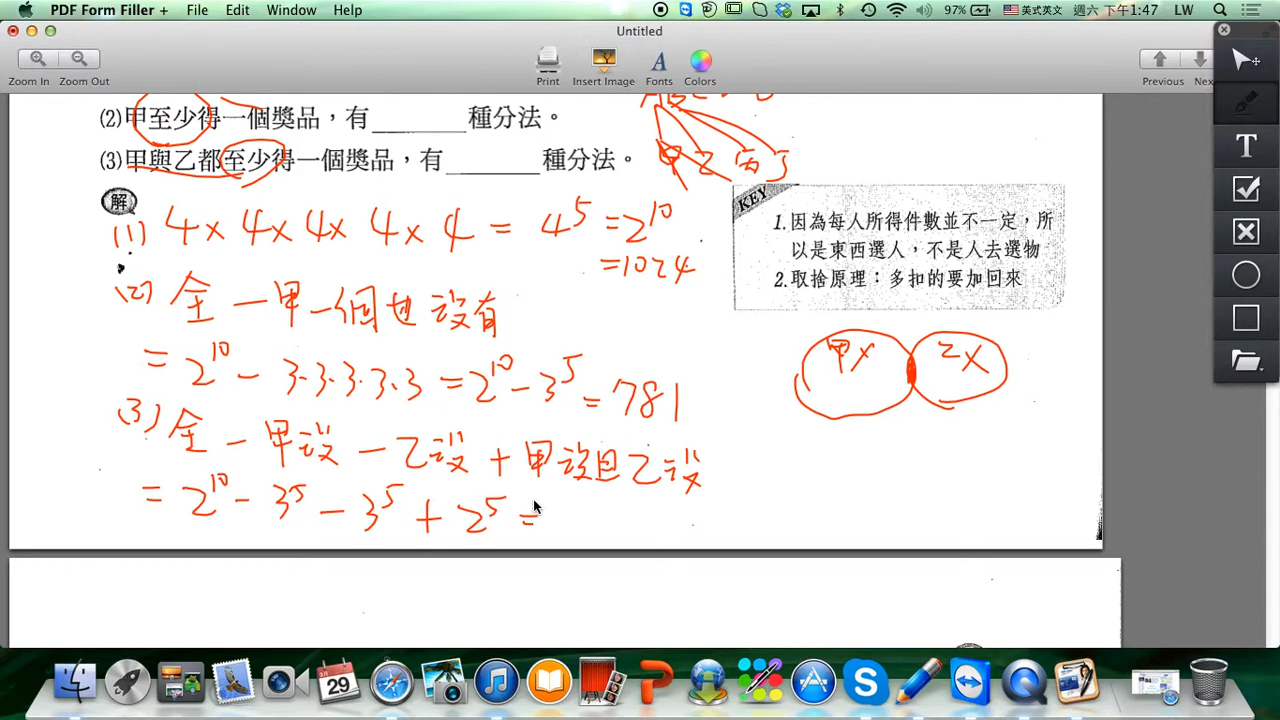 PDF Form Filler + File Edit Window Help 97% 美式英文 週六 下午1:47 LW
Untitled
Zoom In Zoom Out Print Insert Image Fonts Colors Previous Nex
(2)甲至少得一個獎品，有________種分法。
(3)甲與乙都至少得一個獎品，有________種分法。
甲乙丙丁
解
(1) 4×4×4×4×4 = 4⁵ = 2¹⁰
=1024
KEY
1.因為每人所得件數並不一定，所
以是東西選人，不是人去選物
2.取捨原理：多扣的要加回來
(2) 全 一甲一個也沒有
= 2¹⁰ - 3·3·3·3·3 = 2¹⁰ - 3⁵ = 781
甲× 乙×
(3) 全 - 甲沒 - 乙沒 + 甲沒且乙沒
= 2¹⁰ - 3⁵ - 3⁵ + 2⁵ =
T
29